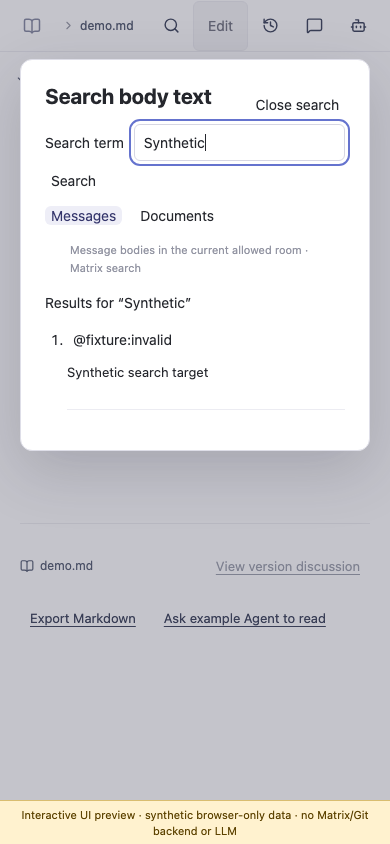 demo.md
Edit
Search body text
Close search
Search term
Synthetic
Search
Messages
Documents
Message bodies in the current allowed room ·
Matrix search
Results for “Synthetic”
1. @fixture:invalid
Synthetic search target
demo.md
View version discussion
Export Markdown
Ask example Agent to read
Interactive UI preview · synthetic browser-only data · no Matrix/Git
backend or LLM